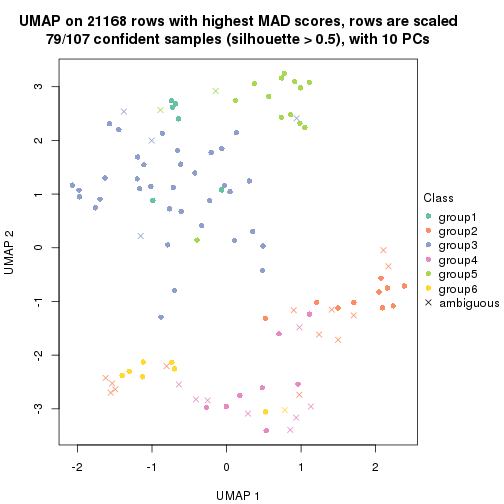 UMAP on 21168 rows with highest MAD scores, rows are scaled
79/107 confident samples (silhouette > 0.5), with 10 PCs
3
2
1
0
-1
-2
-3
UMAP 2
-2
-1
0
1
2
UMAP 1
Class
group1
group2
group3
group4
group5
group6
ambiguous